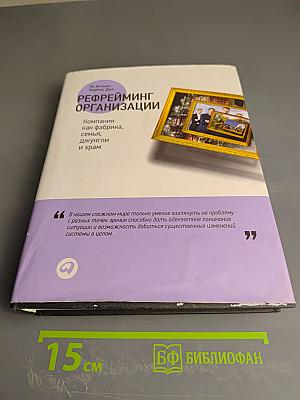 Ли Болмен
Терренс Дил
РЕФРЕЙМИНГ
ОРГАНИЗАЦИИ
Компания
как фабрика,
семья,
джунгли
и храм
“ В нашем сложном мире только умение взглянуть на проблему
с разных точек зрения способно дать адекватное понимание
ситуации и возможность добиться существенных изменений
системы в целом. ”
15 см
БФ БИБЛИОФАН